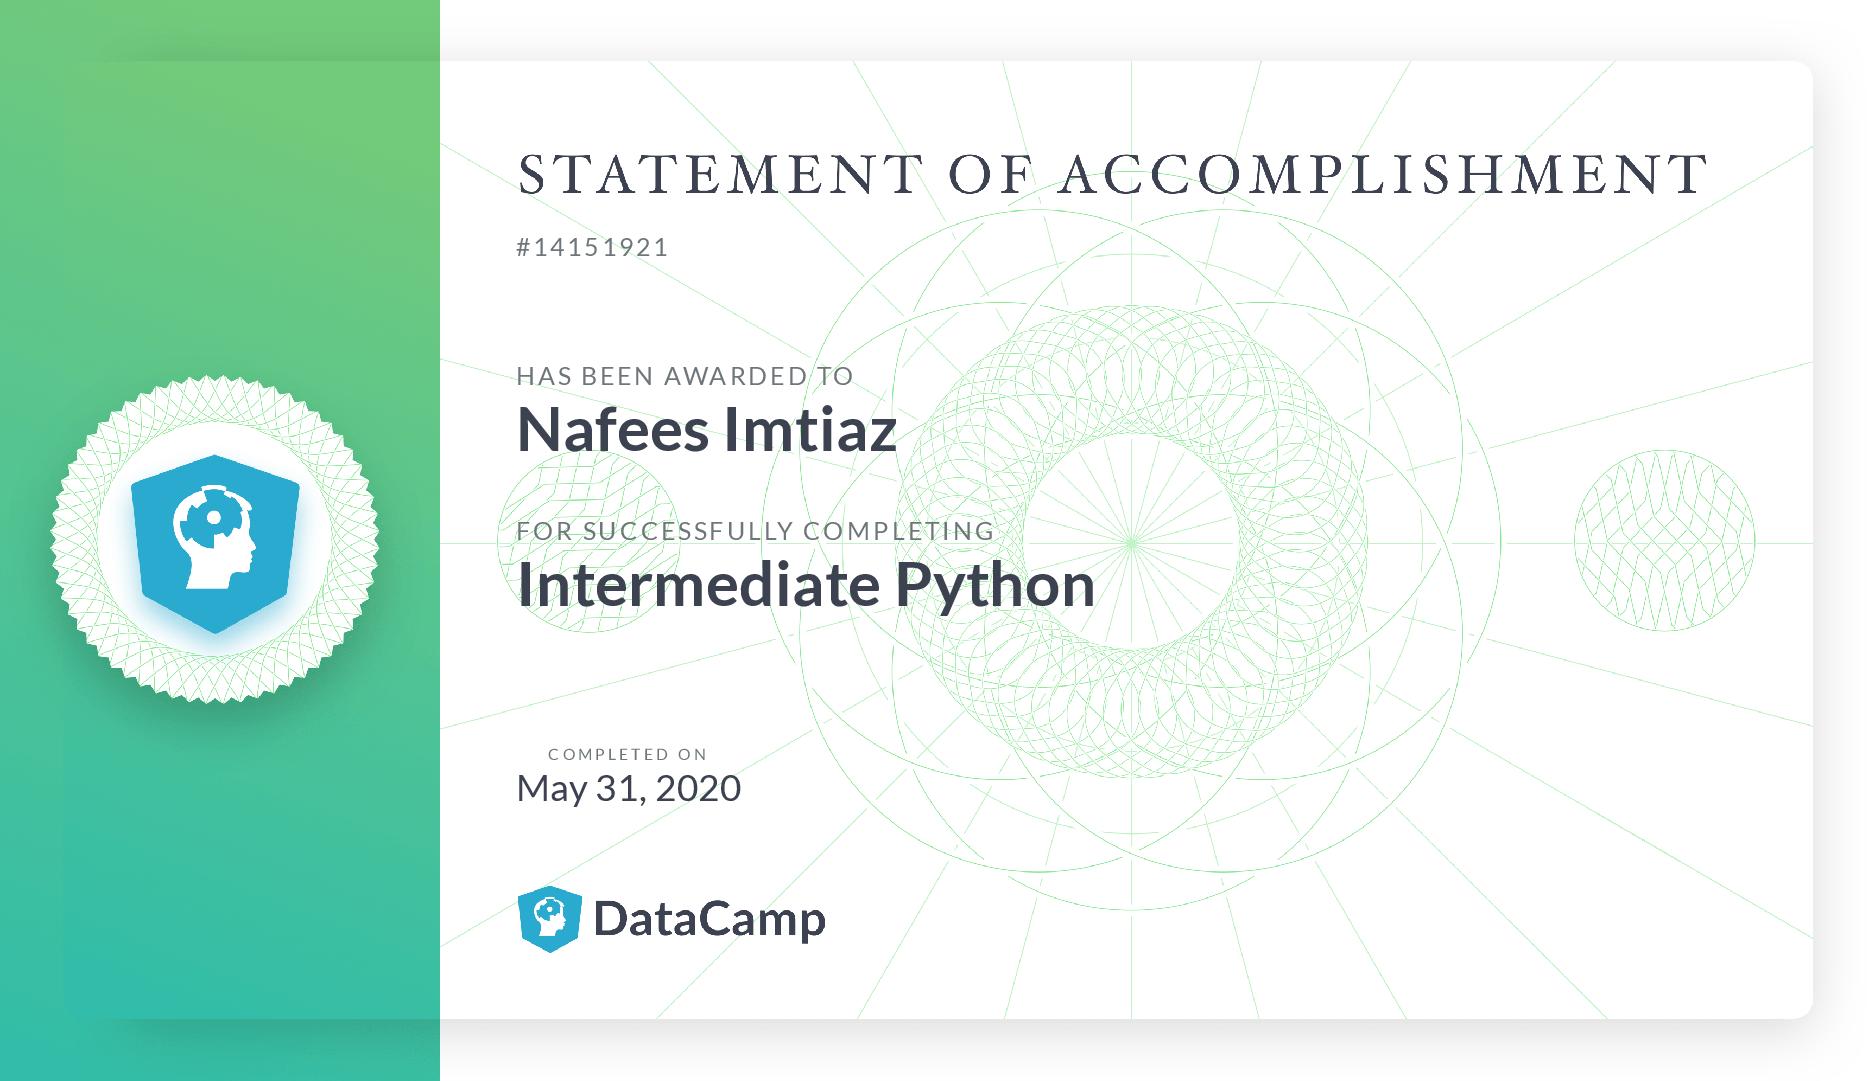 STATEMENT OF ACCOMPLISHMENT
#14151921
HAS BEEN AWARDED TO
Nafees Imtiaz
FOR SUCCESSFULLY COMPLETING
Intermediate Python
COMPLETED ON
May 31, 2020
DataCamp